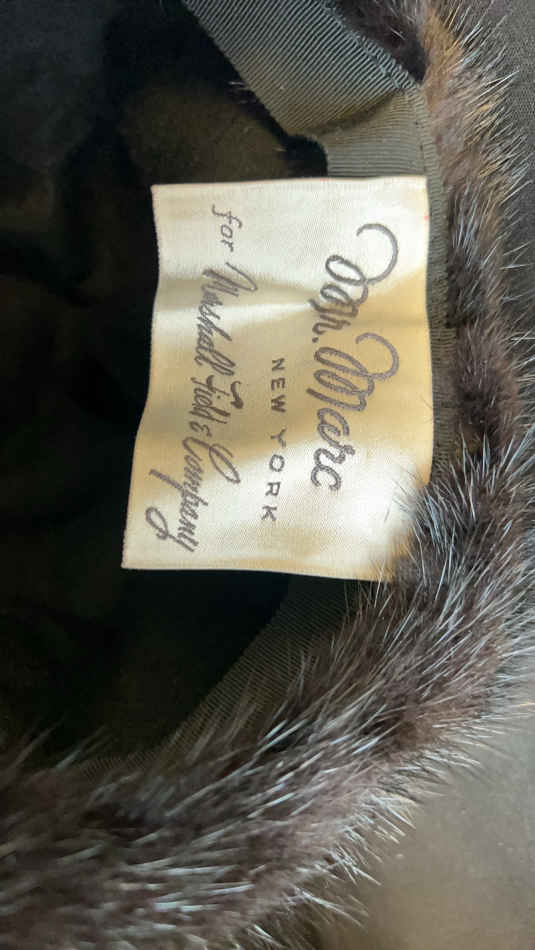 Mr. Marc
NEW YORK
for Marshall Field & Company